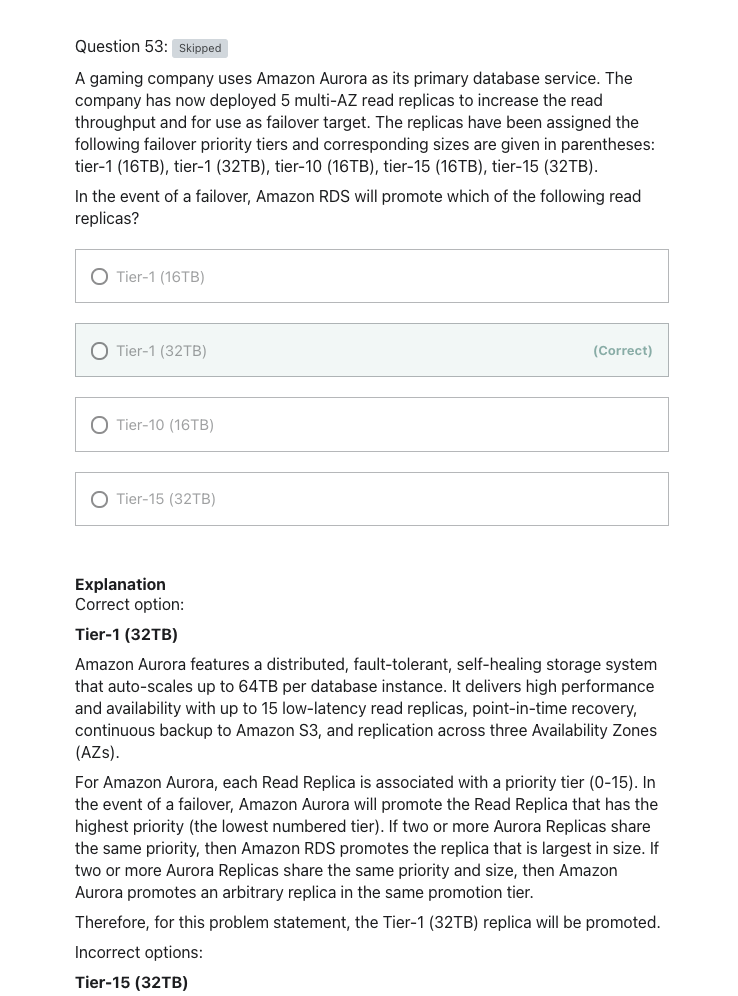 Question 53: Skipped
A gaming company uses Amazon Aurora as its primary database service. The
company has now deployed 5 multi-AZ read replicas to increase the read
throughput and for use as failover target. The replicas have been assigned the
following failover priority tiers and corresponding sizes are given in parentheses:
tier-1 (16TB), tier-1 (32TB), tier-10 (16TB), tier-15 (16TB), tier-15 (32TB).
In the event of a failover, Amazon RDS will promote which of the following read
replicas?
Tier-1 (16TB)
Tier-1 (32TB) (Correct)
Tier-10 (16TB)
Tier-15 (32TB)
Explanation
Correct option:
Tier-1 (32TB)
Amazon Aurora features a distributed, fault-tolerant, self-healing storage system
that auto-scales up to 64TB per database instance. It delivers high performance
and availability with up to 15 low-latency read replicas, point-in-time recovery,
continuous backup to Amazon S3, and replication across three Availability Zones
(AZs).
For Amazon Aurora, each Read Replica is associated with a priority tier (0-15). In
the event of a failover, Amazon Aurora will promote the Read Replica that has the
highest priority (the lowest numbered tier). If two or more Aurora Replicas share
the same priority, then Amazon RDS promotes the replica that is largest in size. If
two or more Aurora Replicas share the same priority and size, then Amazon
Aurora promotes an arbitrary replica in the same promotion tier.
Therefore, for this problem statement, the Tier-1 (32TB) replica will be promoted.
Incorrect options:
Tier-15 (32TB)